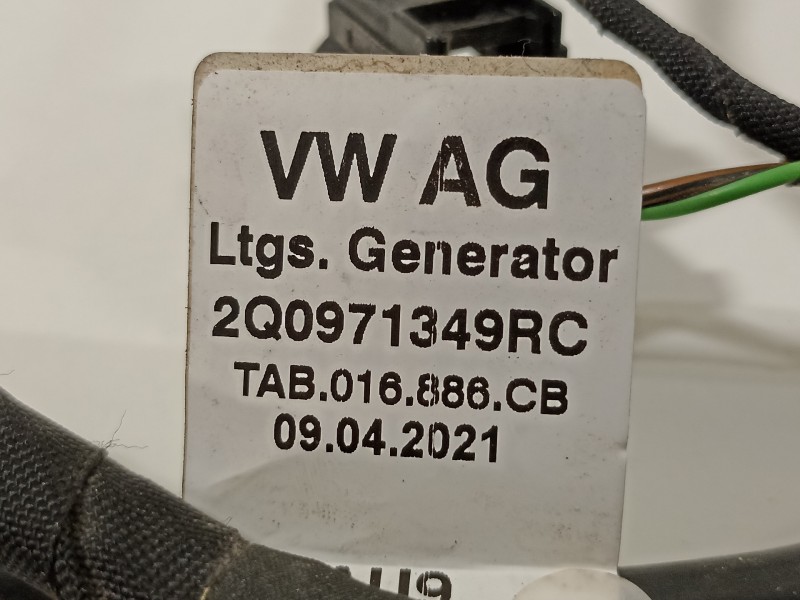 VW AG
Ltgs. Generator
2Q0971349RC
TAB.016.886.CB
09.04.2021